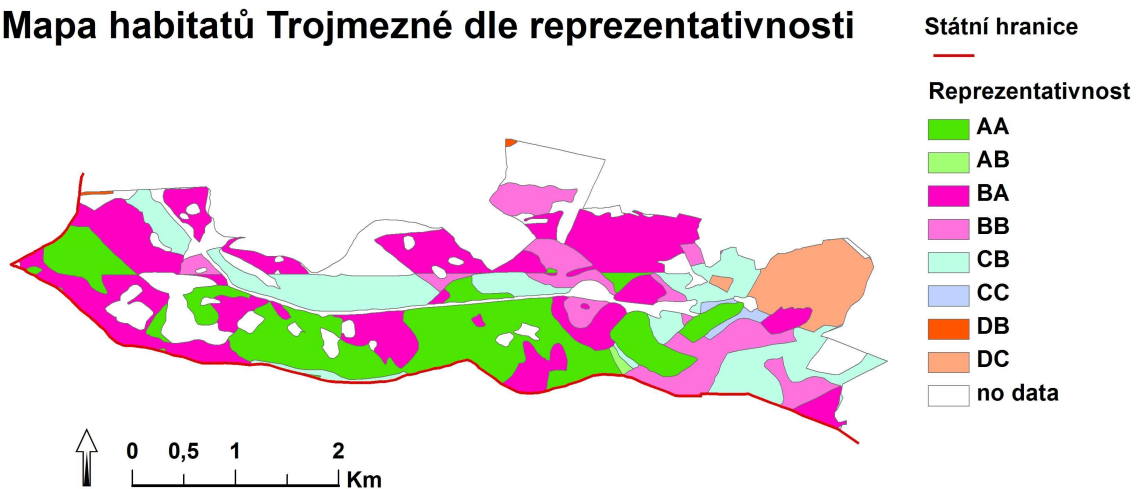 Mapa habitatů Trojmezné dle reprezentativnosti
Státní hranice
Reprezentativnost
AA
AB
BA
BB
CB
CC
DB
DC
no data
0 0,5 1 2
Km